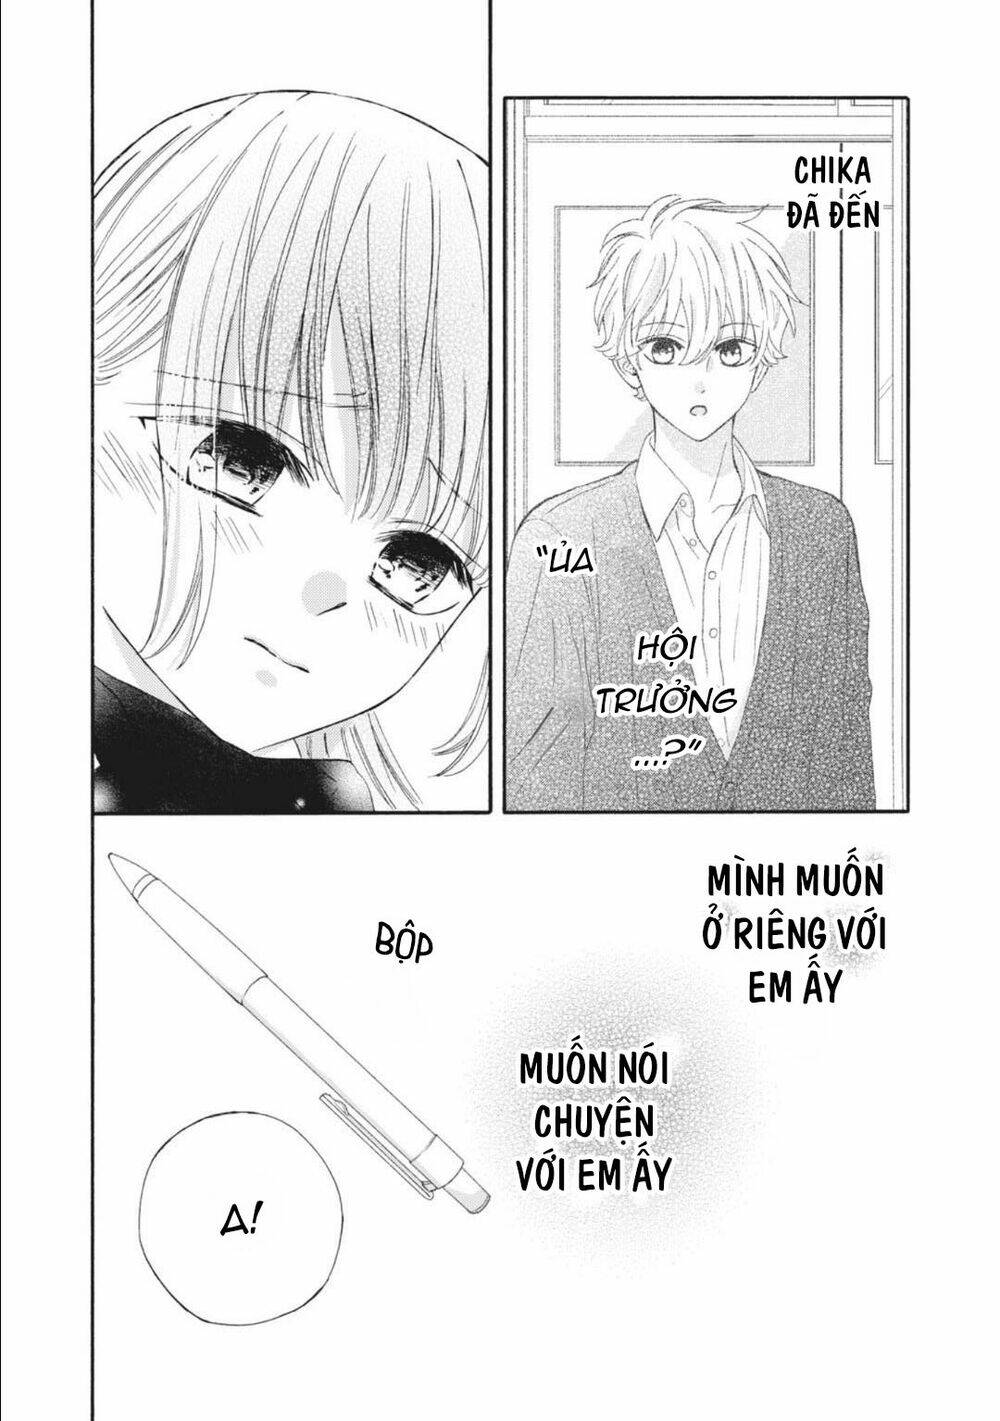 CHIKA
ĐÃ ĐẾN
"ỦA
HỘI
TRƯỞNG
...?"
MÌNH MUỐN
Ở RIÊNG VỚI
EM ẤY
BỘP
MUỐN NÓI
CHUYỆN
VỚI EM ẤY
A!